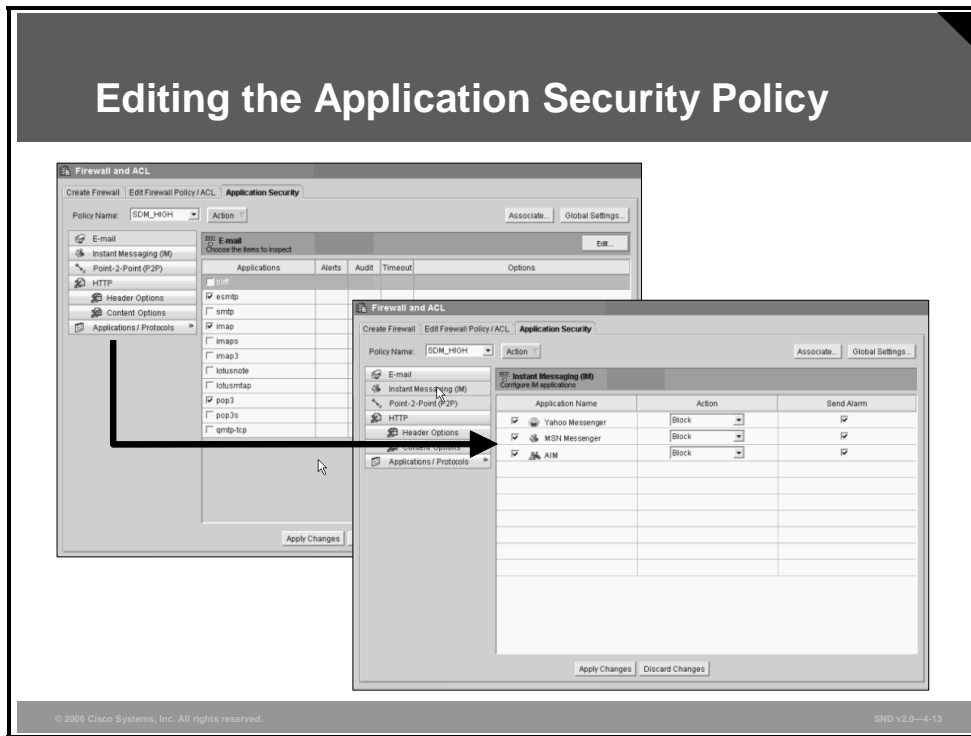 Editing the Application Security Policy
Firewall and ACL
Create Firewall Edit Firewall Policy / ACL Application Security
Policy Name: SDM_HIGH Action Associate... Global Settings...
E-mail
Instant Messaging (IM)
Point-2-Point (P2P)
HTTP
Header Options
Content Options
Applications / Protocols »
E-mail
Choose the items to inspect
Edit...
Applications Alerts Audit Timeout Options
biff
esmtp
smtp
imap
imaps
imap3
lotusnote
lotusmtap
pop3
pop3s
qmtp-tcp
Apply Changes
Firewall and ACL
Create Firewall Edit Firewall Policy / ACL Application Security
Policy Name: SDM_HIGH Action Associate... Global Settings...
E-mail
Instant Messaging (IM)
Point-2-Point (P2P)
HTTP
Header Options
Content Options
Applications / Protocols »
Instant Messaging (IM)
Configure IM applications
Application Name Action Send Alarm
Yahoo Messenger Block
MSN Messenger Block
AIM Block
Apply Changes Discard Changes
© 2006 Cisco Systems, Inc. All rights reserved. SND v2.0—4-13